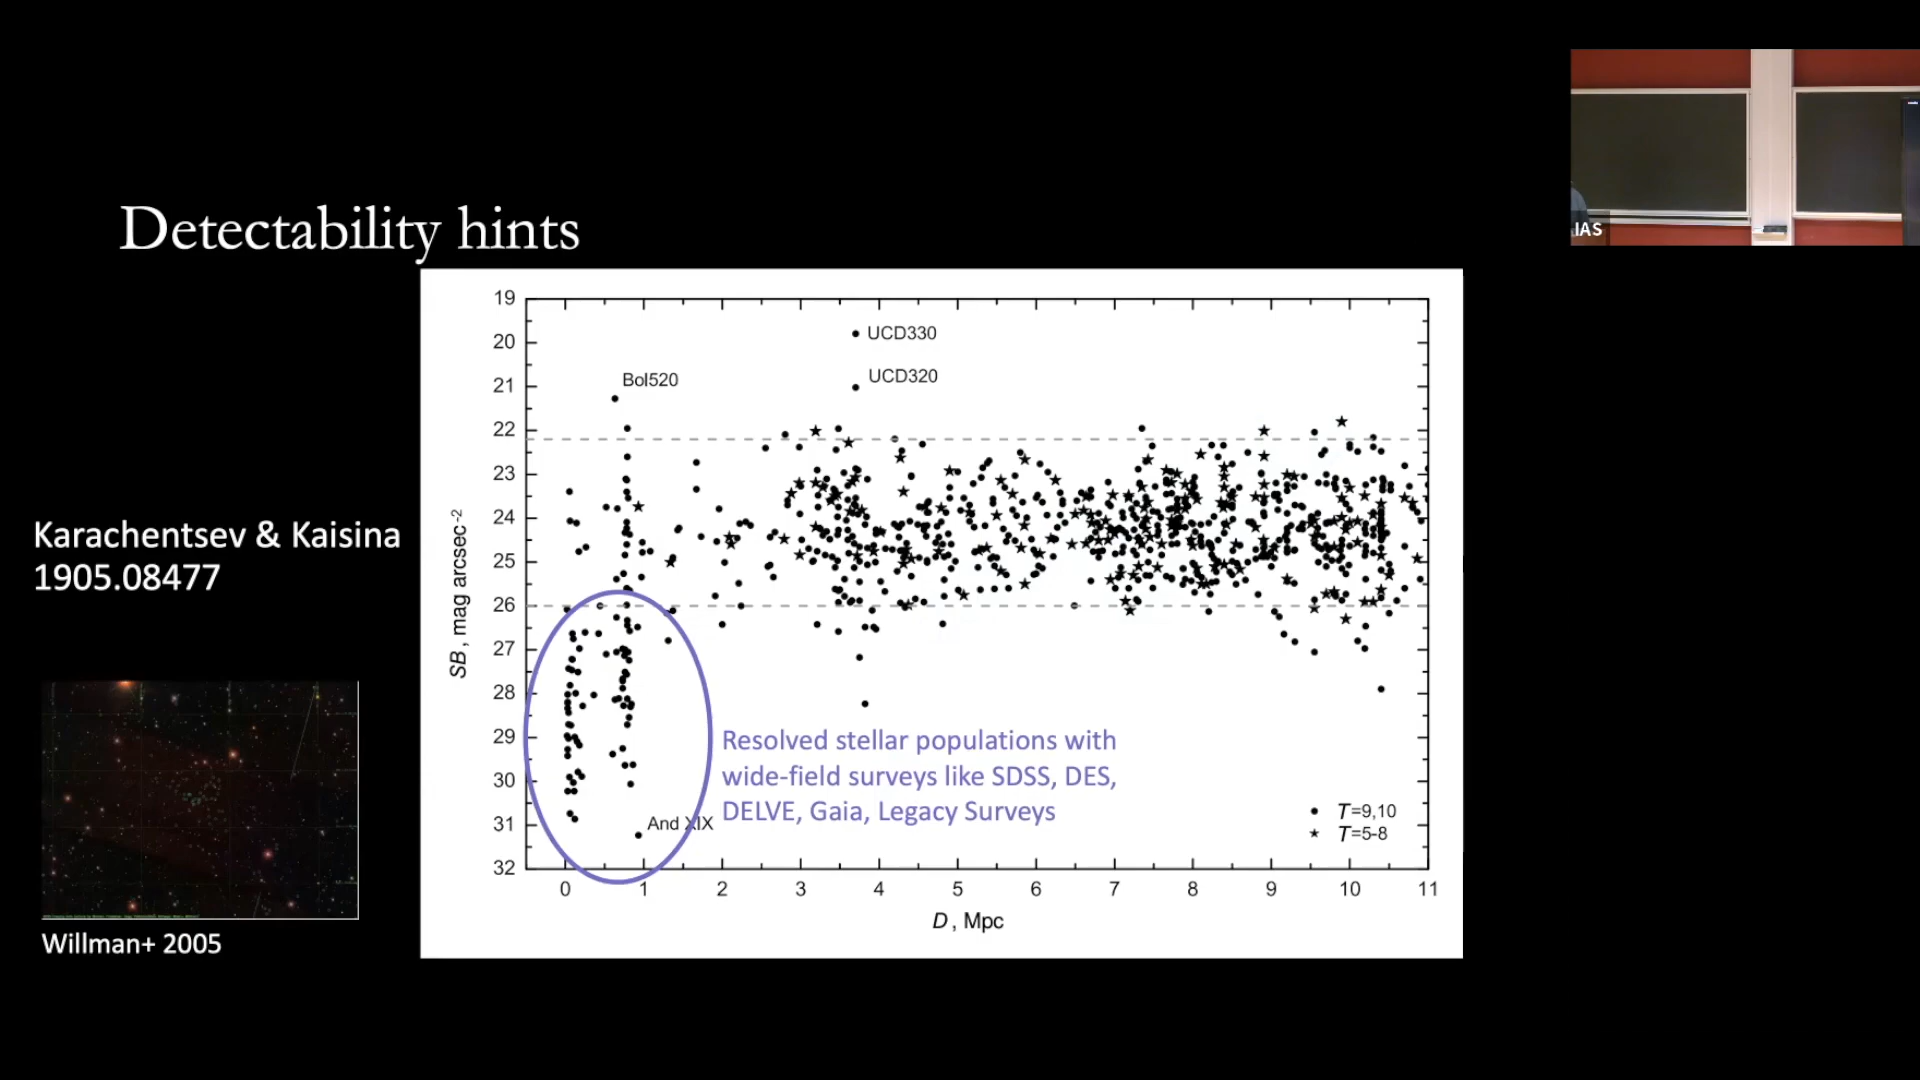 IAS
Detectability hints
Karachentsev & Kaisina
1905.08477
Willman+ 2005
19
20
21
22
23
24
25
26
27
28
29
30
31
32
SB, mag arcsec-2
UCD330
UCD320
Bol520
And XIX
Resolved stellar populations with
wide-field surveys like SDSS, DES,
DELVE, Gaia, Legacy Surveys
T=9,10
T=5-8
0 1 2 3 4 5 6 7 8 9 10 11
D, Mpc